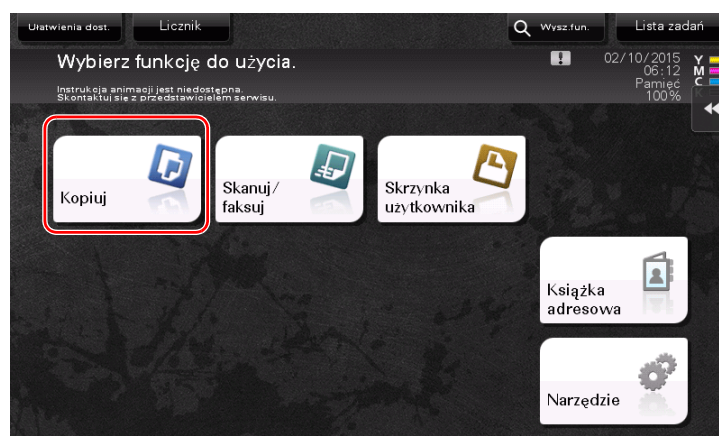 Ułatwienia dost.
Licznik
Wysz.fun.
Lista zadań
Wybierz funkcję do użycia.
Instrukcja animacji jest niedostępna.
Skontaktuj się z przedstawicielem serwisu.
02/10/2015
06:12
Pamięć
100%
Y
M
C
K
Kopiuj
Skanuj/
faksuj
Skrzynka
użytkownika
Książka
adresowa
Narzędzie